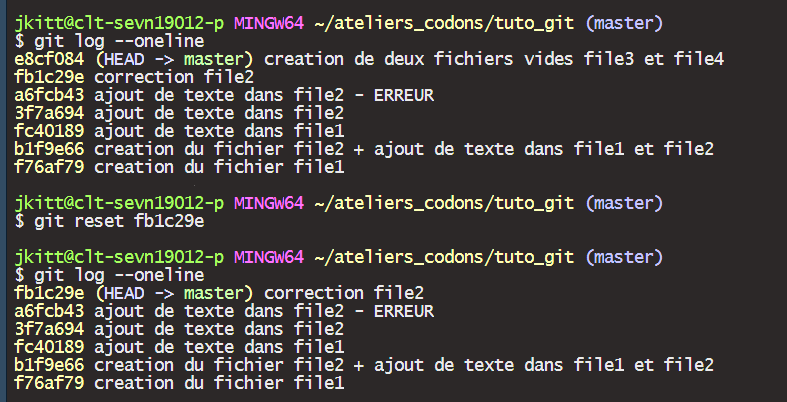 jkitt@clt-sevn19012-p MINGW64 ~/ateliers_codons/tuto_git (master)
$ git log --oneline
e8cf084 (HEAD -> master) creation de deux fichiers vides file3 et file4
fb1c29e correction file2
a6fcb43 ajout de texte dans file2 - ERREUR
3f7a694 ajout de texte dans file2
fc40189 ajout de texte dans file1
b1f9e66 creation du fichier file2 + ajout de texte dans file1 et file2
f76af79 creation du fichier file1
jkitt@clt-sevn19012-p MINGW64 ~/ateliers_codons/tuto_git (master)
$ git reset fb1c29e
jkitt@clt-sevn19012-p MINGW64 ~/ateliers_codons/tuto_git (master)
$ git log --oneline
fb1c29e (HEAD -> master) correction file2
a6fcb43 ajout de texte dans file2 - ERREUR
3f7a694 ajout de texte dans file2
fc40189 ajout de texte dans file1
b1f9e66 creation du fichier file2 + ajout de texte dans file1 et file2
f76af79 creation du fichier file1